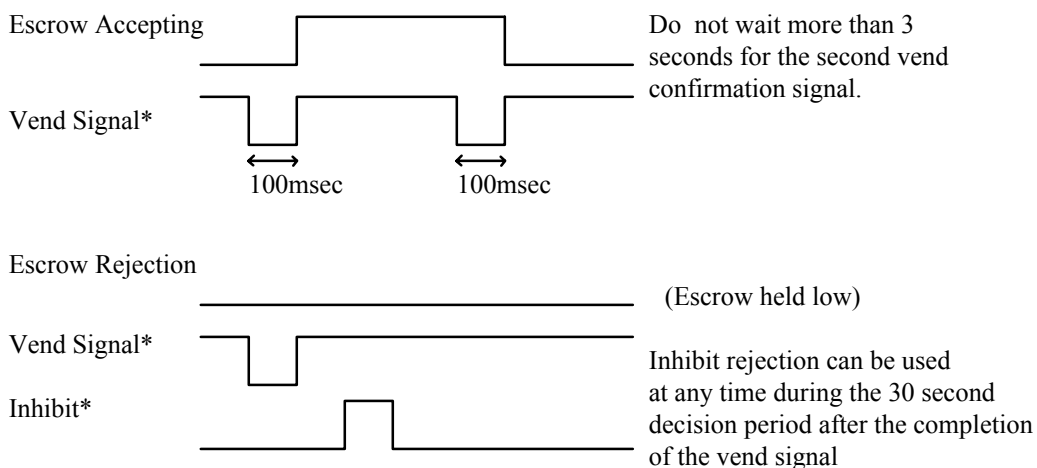 Escrow Accepting
Do not wait more than 3
seconds for the second vend
confirmation signal.
Vend Signal*
100msec
100msec
Escrow Rejection
(Escrow held low)
Vend Signal*
Inhibit rejection can be used
at any time during the 30 second
decision period after the completion
of the vend signal
Inhibit*